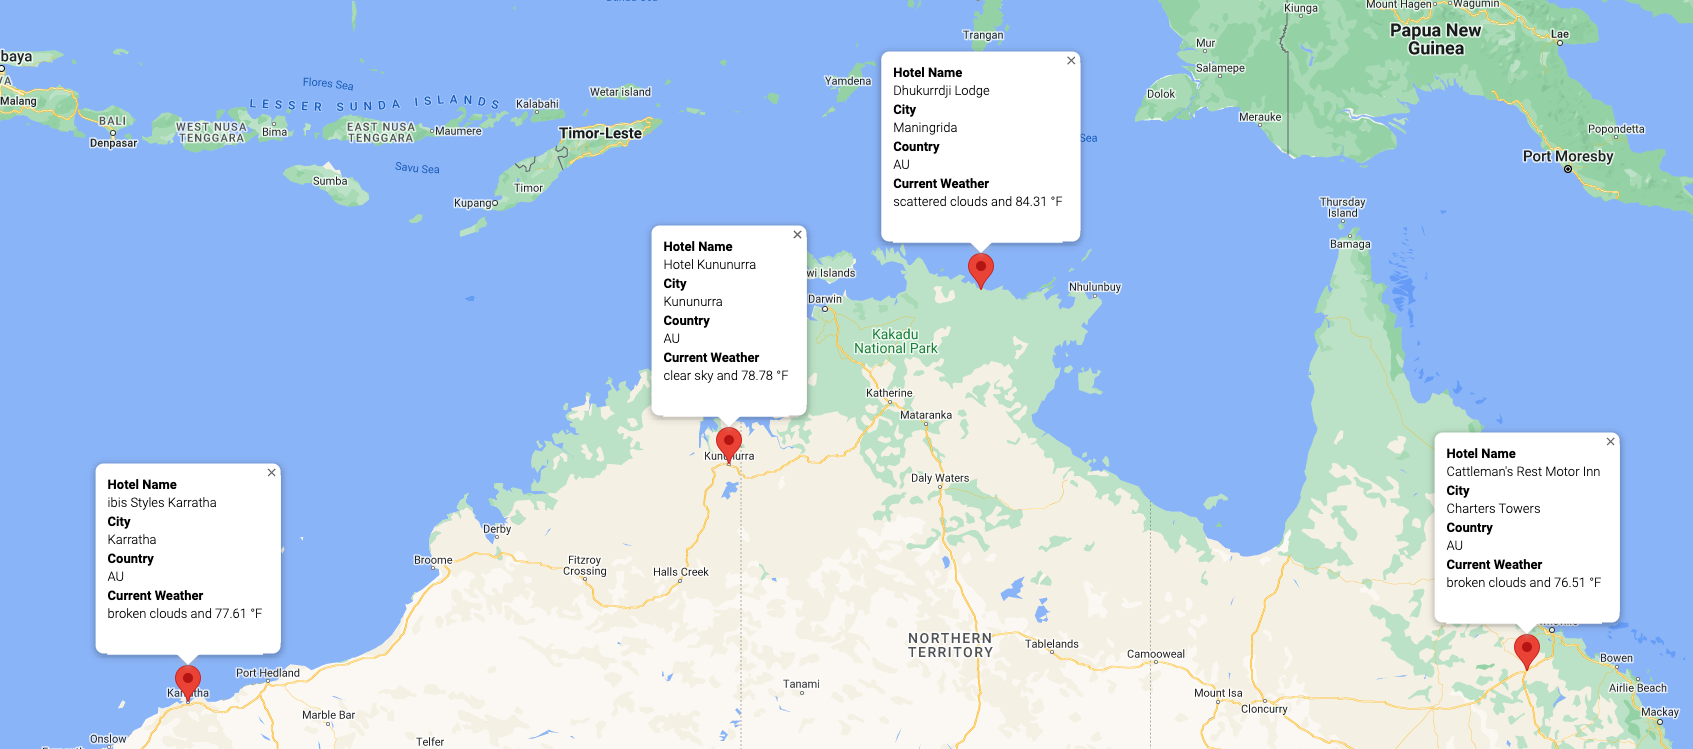 Sunda Sea
Kiunga
Mount Hagen
Wagumin
Papua New
Guinea
Lae
Mur
Salamepe
Dolok
Merauke
Popondetta
Port Moresby
Trangan
Yamdena
Sea
baya
VA
Malang
BALI
Denpasar
Flores Sea
LESSER SUNDA ISLANDS
WEST NUSA
TENGGARA
Bima
EAST NUSA
TENGGARA
Maumere
Kalabahi
Wetar island
Timor-Leste
Savu Sea
Sumba
Timor
Kupang
Hotel Name
Dhukurrdji Lodge
City
Maningrida
Country
AU
Current Weather
scattered clouds and 84.31 °F
Thursday
Island
Bamaga
Hotel Name
Hotel Kununurra
City
Kununurra
Country
AU
Current Weather
clear sky and 78.78 °F
wi Islands
Darwin
Nhulunbuy
Kakadu
National Park
Katherine
Mataranka
Kununurra
Daly Waters
Hotel Name
ibis Styles Karratha
City
Karratha
Country
AU
Current Weather
broken clouds and 77.61 °F
Derby
Broome
Fitzroy
Crossing
Halls Creek
Hotel Name
Cattleman's Rest Motor Inn
City
Charters Towers
Country
AU
Current Weather
broken clouds and 76.51 °F
NORTHERN
TERRITORY
Tablelands
Camooweal
Bowen
Airlie Beach
Mackay
Karratha
Port Hedland
Marble Bar
Tanami
Mount Isa
Cloncurry
Onslow
Telfer